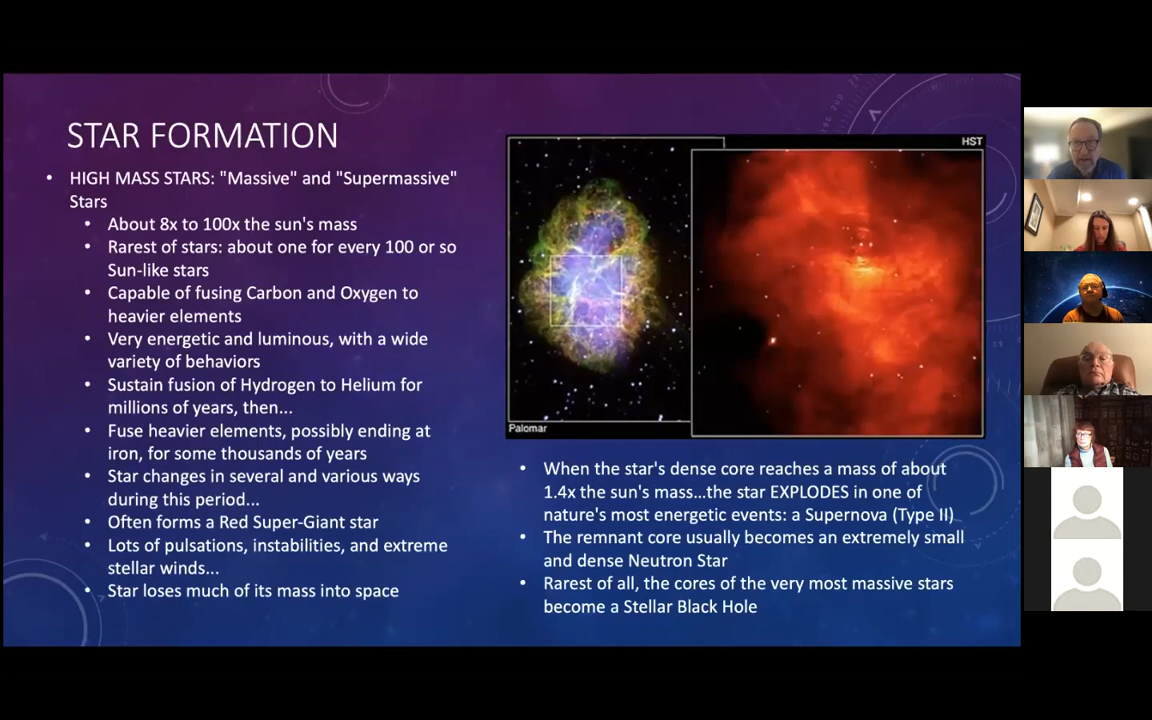 STAR FORMATION
• HIGH MASS STARS: "Massive" and "Supermassive"
Stars
• About 8x to 100x the sun's mass
• Rarest of stars: about one for every 100 or so
Sun-like stars
• Capable of fusing Carbon and Oxygen to
heavier elements
• Very energetic and luminous, with a wide
variety of behaviors
• Sustain fusion of Hydrogen to Helium for
millions of years, then...
• Fuse heavier elements, possibly ending at
iron, for some thousands of years
• Star changes in several and various ways
during this period...
• Often forms a Red Super-Giant star
• Lots of pulsations, instabilities, and extreme
stellar winds...
• Star loses much of its mass into space
HST
Palomar
• When the star's dense core reaches a mass of about
1.4x the sun's mass...the star EXPLODES in one of
nature's most energetic events: a Supernova (Type II)
• The remnant core usually becomes an extremely small
and dense Neutron Star
• Rarest of all, the cores of the very most massive stars
become a Stellar Black Hole